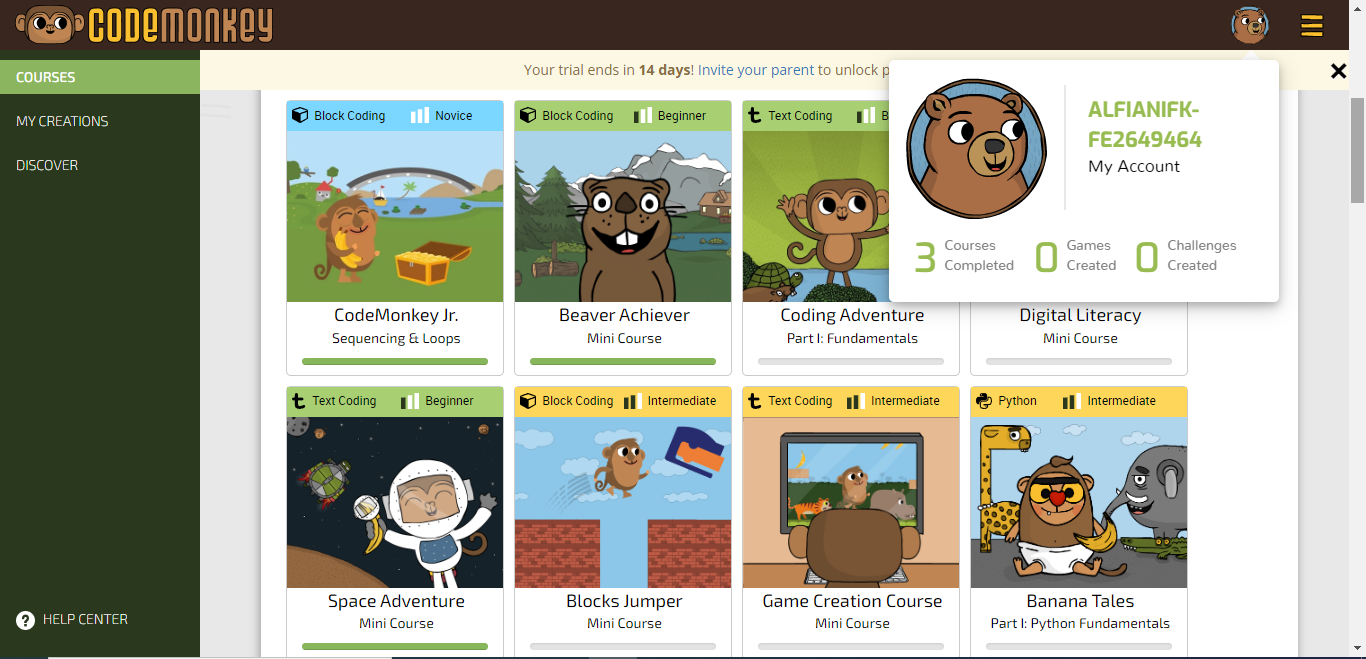 CODEMONKEY
COURSES
MY CREATIONS
DISCOVER
HELP CENTER
Your trial ends in 14 days! Invite your parent to unlock p
ALFIANIFK-
FE2649464
My Account
3 Courses Completed
0 Games Created
0 Challenges Created
Block Coding Novice
CodeMonkey Jr.
Sequencing & Loops
Block Coding Beginner
Beaver Achiever
Mini Course
Text Coding B
Coding Adventure
Part I: Fundamentals
Digital Literacy
Mini Course
Text Coding Beginner
Space Adventure
Mini Course
Block Coding Intermediate
Blocks Jumper
Mini Course
Text Coding Intermediate
Game Creation Course
Mini Course
Python Intermediate
Banana Tales
Part I: Python Fundamentals